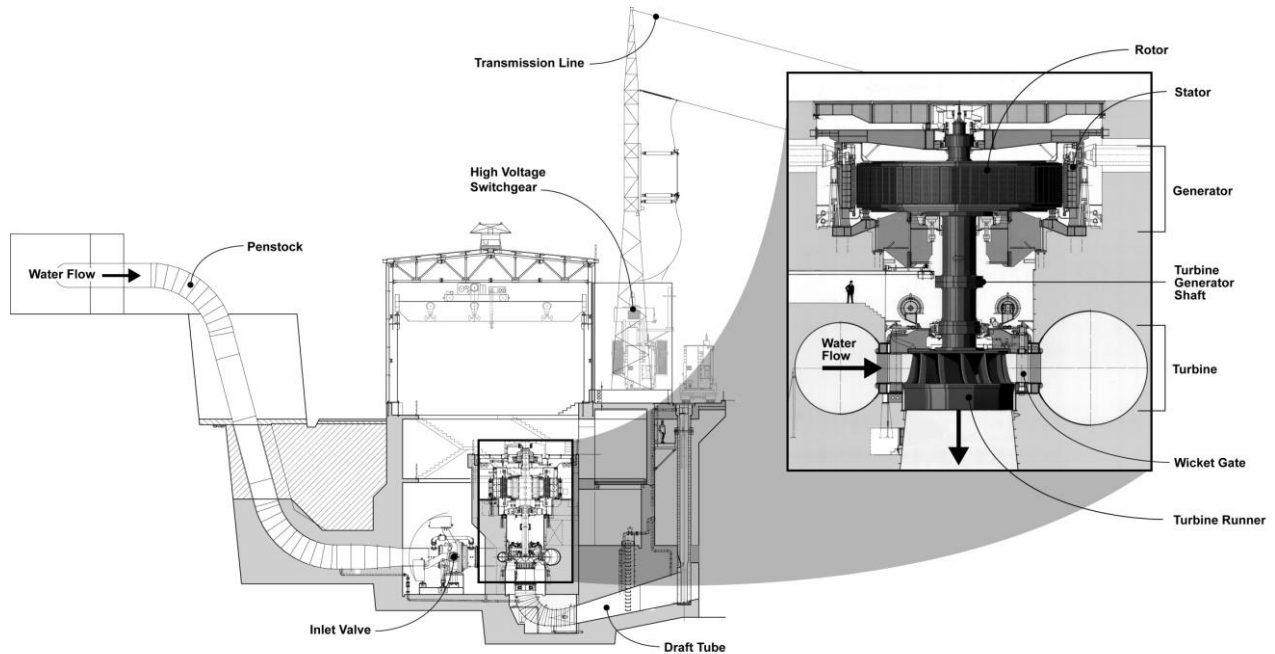 Transmission Line
Rotor
Stator
High Voltage
Switchgear
Generator
Penstock
Water Flow
Turbine
Generator
Shaft
Water
Flow
Turbine
Wicket Gate
Turbine Runner
Inlet Valve
Draft Tube